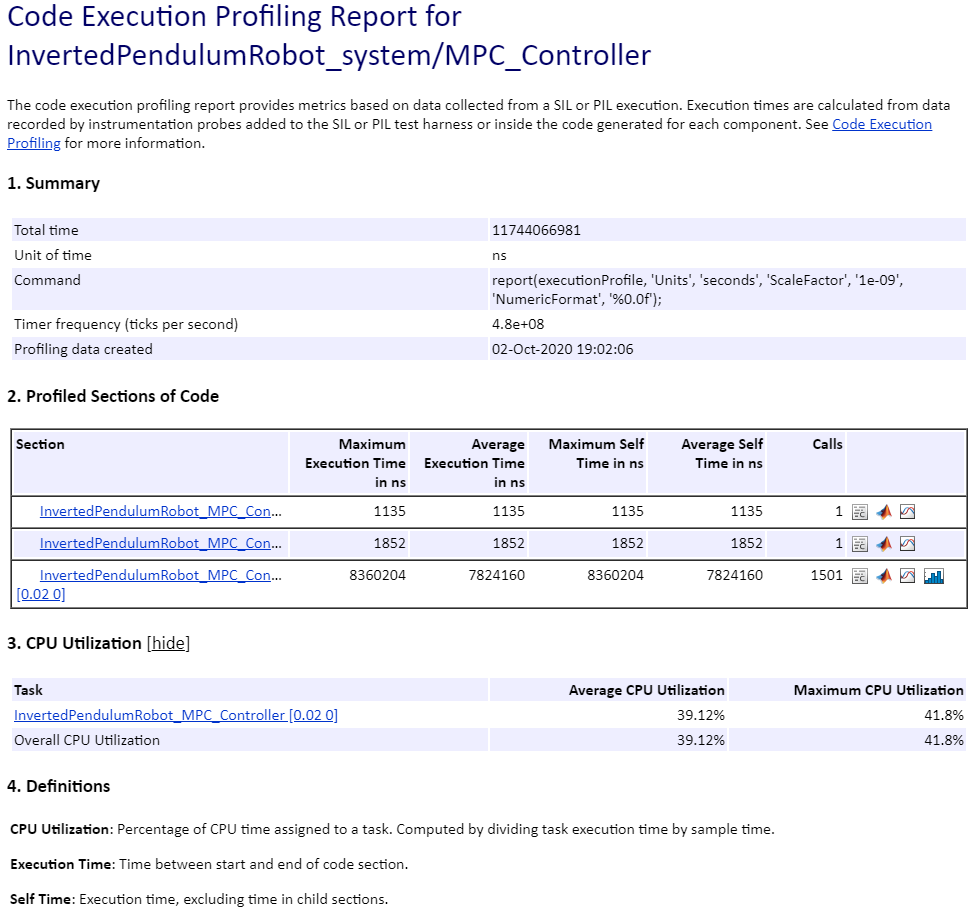 Code Execution Profiling Report for
InvertedPendulumRobot_system/MPC_Controller
The code execution profiling report provides metrics based on data collected from a SIL or PIL execution. Execution times are calculated from data
recorded by instrumentation probes added to the SIL or PIL test harness or inside the code generated for each component. See Code Execution
Profiling for more information.
1. Summary
Total time 11744066981
Unit of time ns
Command report(executionProfile, 'Units', 'seconds', 'ScaleFactor', '1e-09',
'NumericFormat', '%0.0f');
Timer frequency (ticks per second) 4.8e+08
Profiling data created 02-Oct-2020 19:02:06
2. Profiled Sections of Code
Section Maximum Average Maximum Self Average Self Calls
Execution Time Execution Time Time in ns Time in ns
in ns in ns
InvertedPendulumRobot_MPC_Con... 1135 1135 1135 1135 1
InvertedPendulumRobot_MPC_Con... 1852 1852 1852 1852 1
InvertedPendulumRobot_MPC_Con... 8360204 7824160 8360204 7824160 1501
[0.02 0]
3. CPU Utilization [hide]
Task Average CPU Utilization Maximum CPU Utilization
InvertedPendulumRobot_MPC_Controller [0.02 0] 39.12% 41.8%
Overall CPU Utilization 39.12% 41.8%
4. Definitions
CPU Utilization: Percentage of CPU time assigned to a task. Computed by dividing task execution time by sample time.
Execution Time: Time between start and end of code section.
Self Time: Execution time, excluding time in child sections.